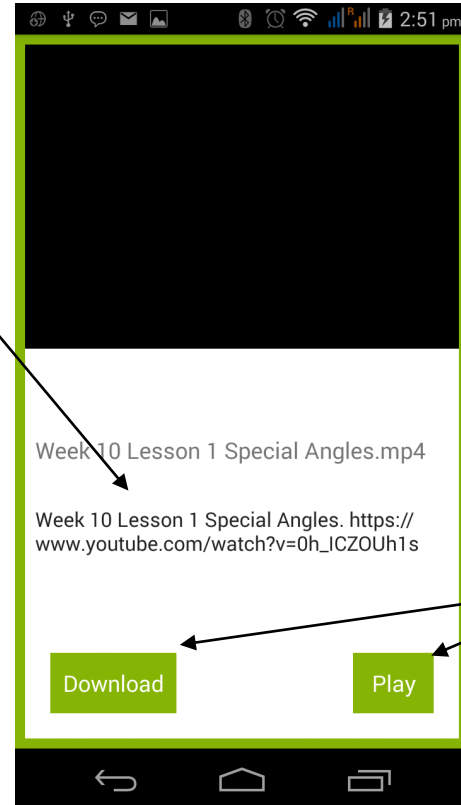 R
2:51 pm
Week 10 Lesson 1 Special Angles.mp4
Week 10 Lesson 1 Special Angles. https://
www.youtube.com/watch?v=0h_ICZOUh1s
Download
Play